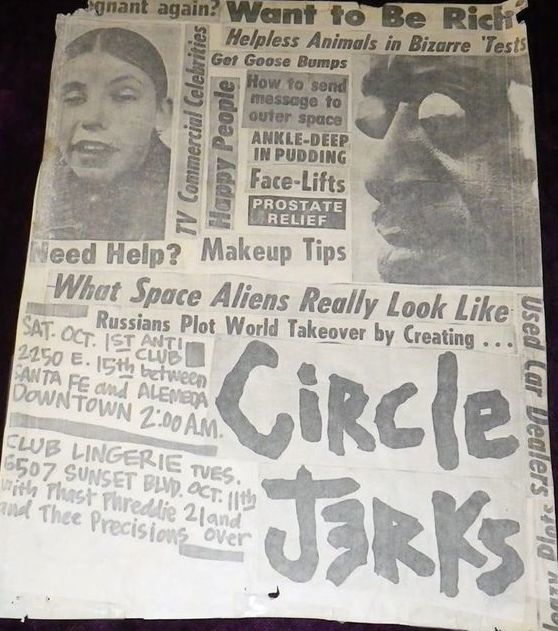 gnant again?
Want to Be Rich
Helpless Animals in Bizarre 'Tests
Get Goose Bumps
TV Commercial Celebrities
Happy People
How to send
message to
outer space
ANKLE-DEEP
IN PUDDING
Face-Lifts
PROSTATE
RELIEF
Need Help?
Makeup Tips
What Space Aliens Really Look Like
Russians Plot World Takeover by Creating ...
Used Car Dealers
SAT. OCT. 1ST ANTI
CLUB
2150 E. 15th between
SANTA FE and ALEMEDA
DOWNTOWN 2:00 A.M.
CIRCLE
JERKS
CLUB LINGERIE TUES.
6507 SUNSET BLVD. OCT. 11th
with Phast Phreddie 21 and
and Thee Precisions over